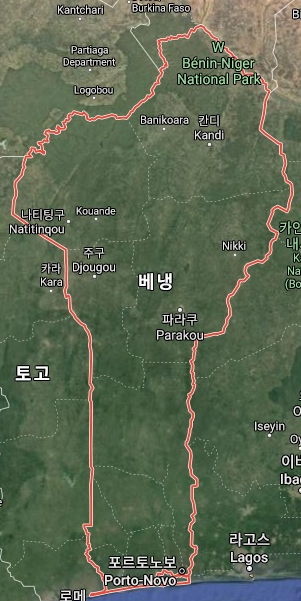 Kantchari
Burkina Faso
Partiaga
Department
Logobou
W
Bénin-Niger
National Park
Banikoara
칸디
Kandi
나티팅구
Natitingou
Kouande
주구
Djougou
카라
Kara
Nikki
베냉
파라쿠
Parakou
토고
Iseyin
라고스
Lagos
포르토노보
Porto-Novo
로메